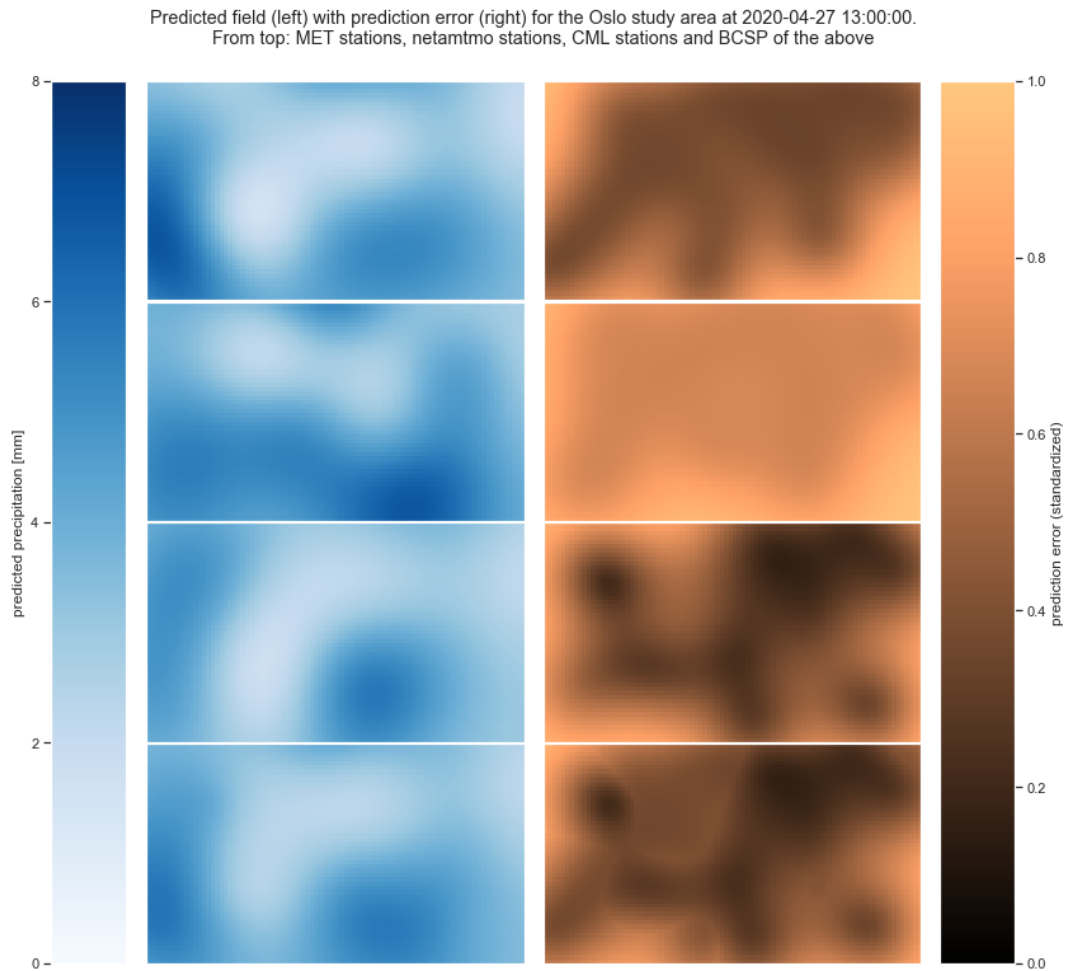 Predicted field (left) with prediction error (right) for the Oslo study area at 2020-04-27 13:00:00.
From top: MET stations, netamtmo stations, CML stations and BCSP of the above
8
6
4
2
0
predicted precipitation [mm]
1.0
0.8
0.6
0.4
0.2
0.0
prediction error (standardized)